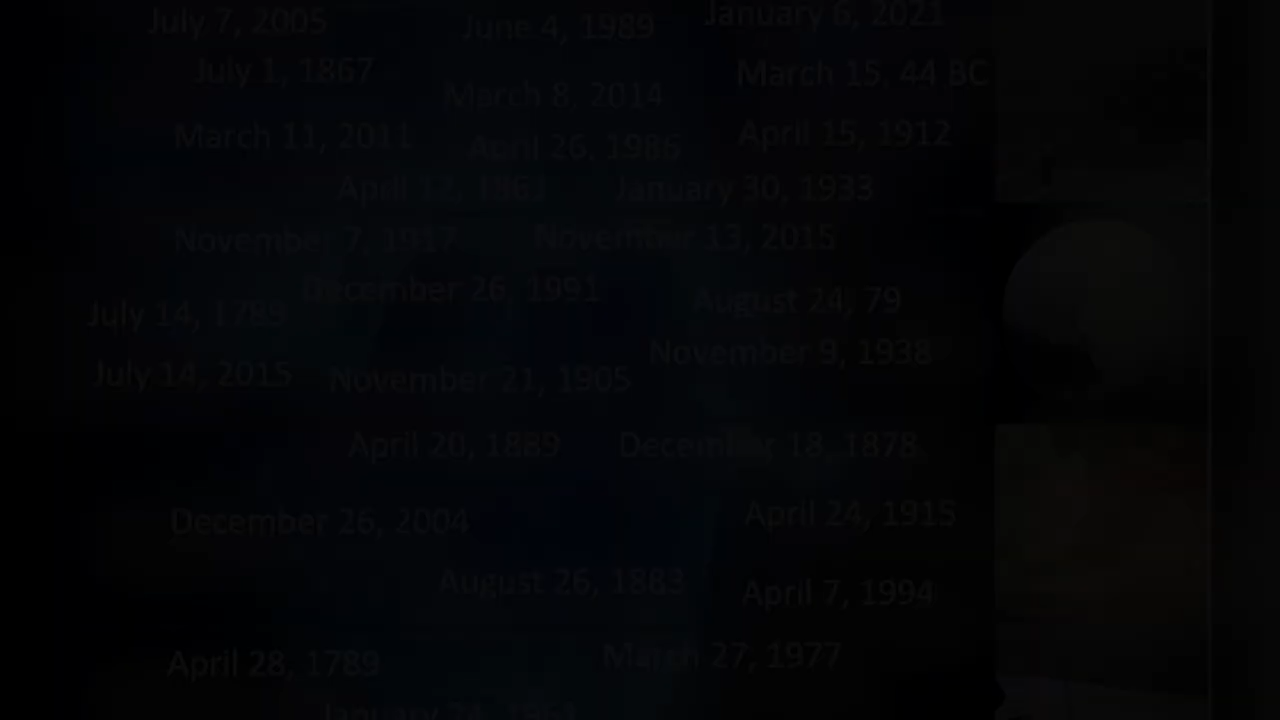 July 7, 2005
June 4, 1989
January 6, 2021
July 1, 1867
March 8, 2014
March 15, 44 BC
March 11, 2011
April 26, 1986
April 15, 1912
April 12, 1861
January 30, 1933
November 7, 1917
November 13, 2015
July 14, 1789
December 26, 1991
August 24, 79
November 9, 1938
July 14, 2015
November 21, 1905
April 20, 1889
December 18, 1878
December 26, 2004
April 24, 1915
August 26, 1883
April 7, 1994
April 28, 1789
March 27, 1977
January 24, 1961